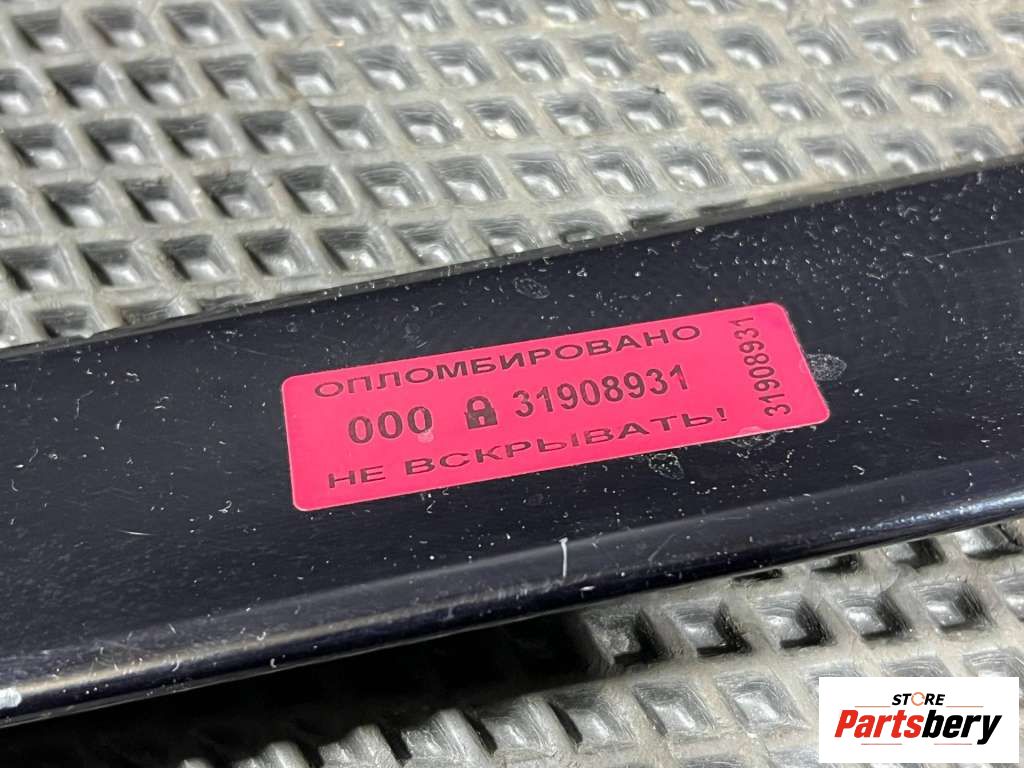 ОПЛОМБИРОВАНО
000 31908931
НЕ ВСКРЫВАТЬ!
31908931
STORE
Partsbery